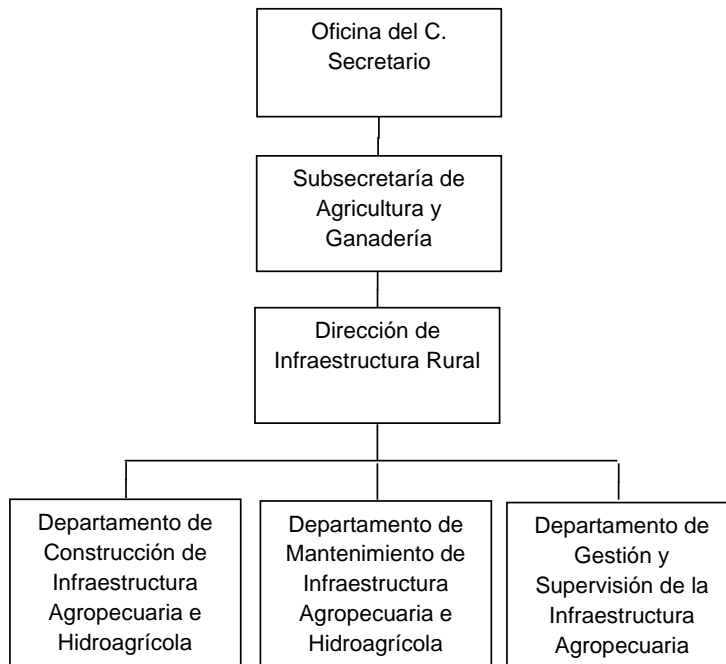 Oficina del C.
Secretario
Subsecretaría de
Agricultura y
Ganadería
Dirección de
Infraestructura Rural
Departamento de
Construcción de
Infraestructura
Agropecuaria e
Hidroagrícola
Departamento de
Mantenimiento de
Infraestructura
Agropecuaria e
Hidroagrícola
Departamento de
Gestión y
Supervisión de la
Infraestructura
Agropecuaria